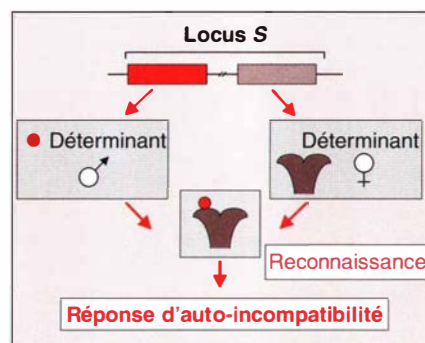 Locus S
Déterminant
Déterminant
Reconnaissance
Réponse d'auto-incompatibilité